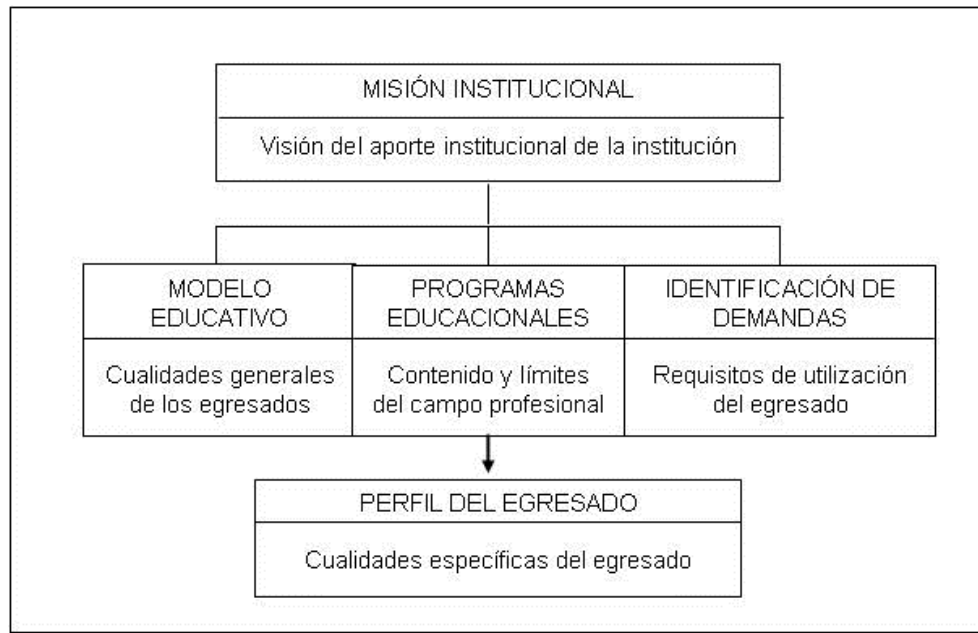 MISIÓN INSTITUCIONAL
Visión del aporte institucional de la institución
MODELO
EDUCATIVO
Cualidades generales
de los egresados
PROGRAMAS
EDUCACIONALES
Contenido y límites
del campo profesional
IDENTIFICACIÓN DE
DEMANDAS
Requisitos de utilización
del egresado
PERFIL DEL EGRESADO
Cualidades específicas del egresado